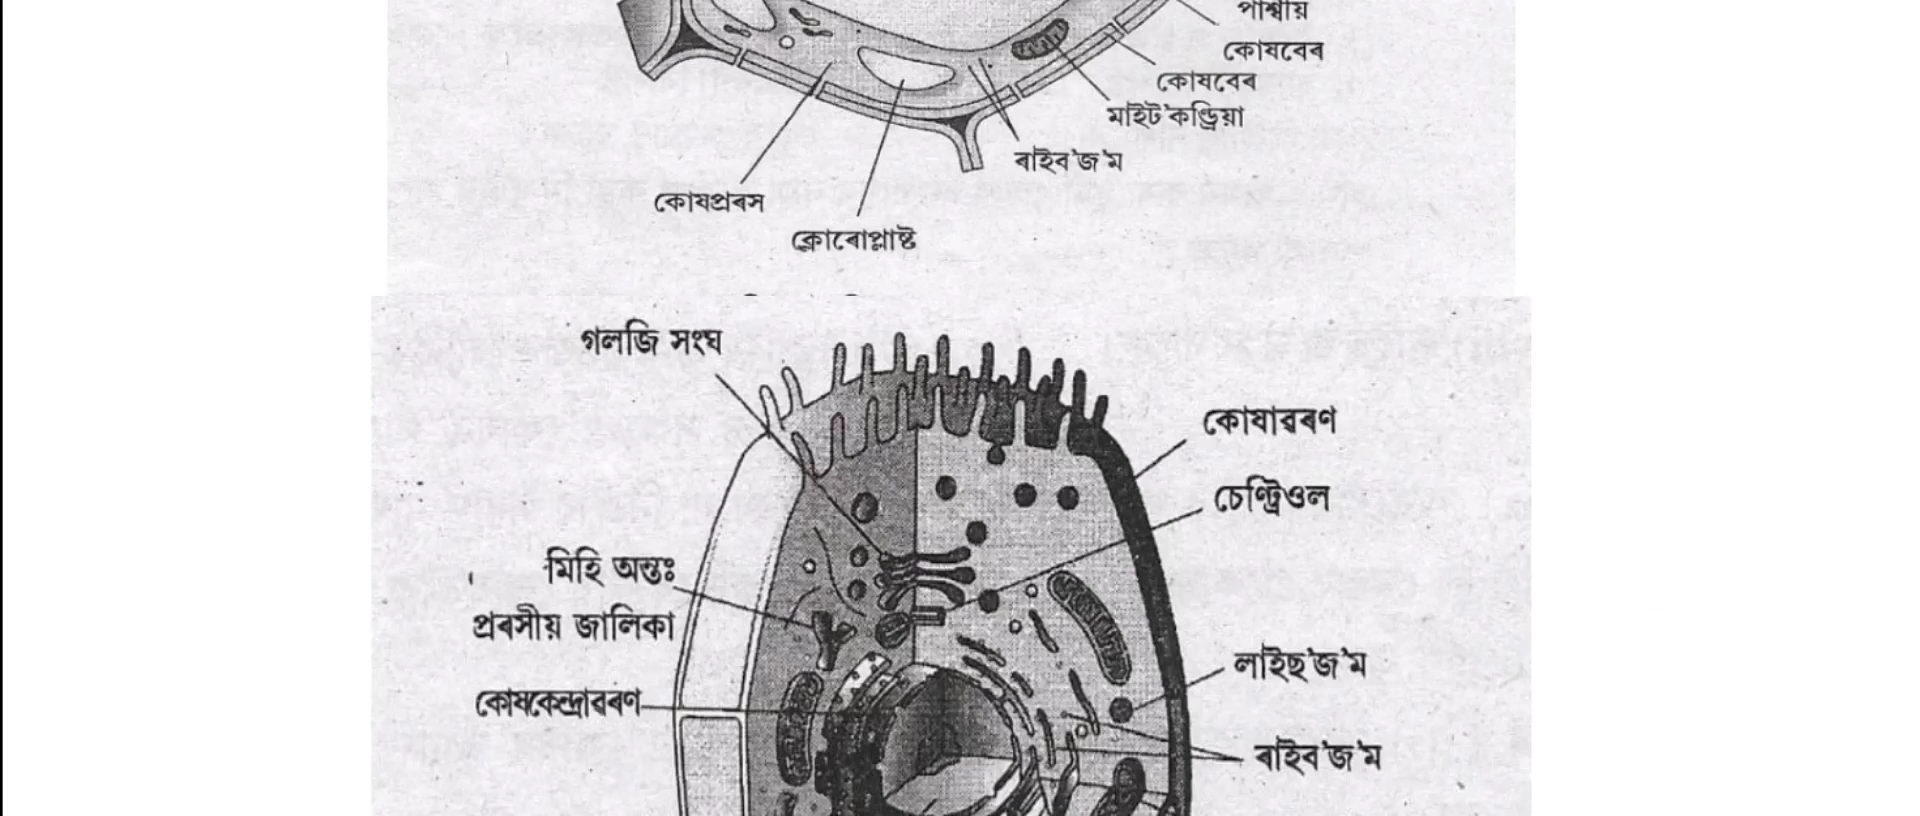 পাৰ্শ্বীয়
কোষবেৰ
কোষবেৰ
মাইট'কণ্ড্ৰিয়া
ৰাইব'জ'ম
কোষপ্ৰৰস
ক্লোৰোপ্লাষ্ট
গলজি সংঘ
কোষাৱৰণ
চেণ্ট্ৰিওল
মিহি অন্তঃ
প্ৰৰসীয় জালিকা
লাইছ'জ'ম
কোষকেন্দ্ৰাৱৰণ
ৰাইব'জ'ম